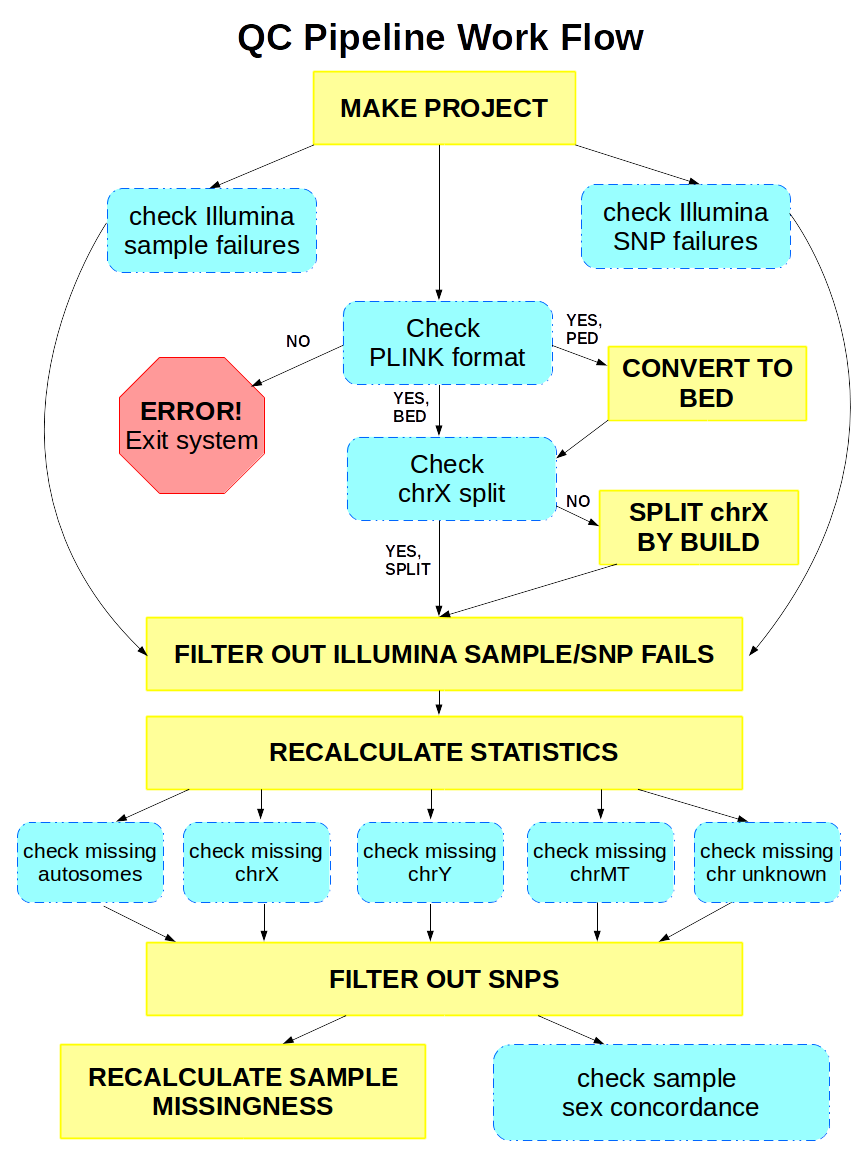 QC Pipeline Work Flow
MAKE PROJECT
check Illumina
sample failures
check Illumina
SNP failures
Check
PLINK format
YES,
PED
NO
CONVERT TO
BED
ERROR!
Exit system
YES,
BED
Check
chrX split
NO
SPLIT chrX
BY BUILD
YES,
SPLIT
FILTER OUT ILLUMINA SAMPLE/SNP FAILS
RECALCULATE STATISTICS
check missing
autosomes
check missing
chrX
check missing
chrY
check missing
chrMT
check missing
chr unknown
FILTER OUT SNPS
RECALCULATE SAMPLE
MISSINGNESS
check sample
sex concordance